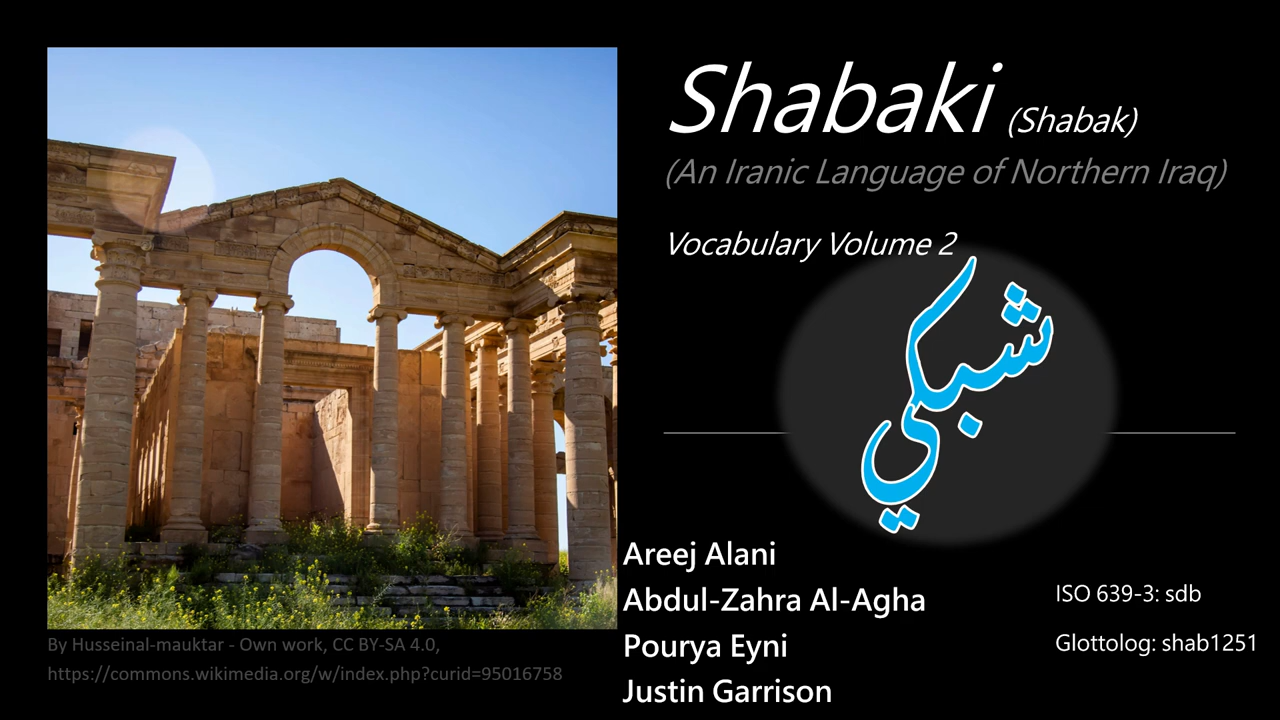 Shabaki (Shabak)
(An Iranic Language of Northern Iraq)
Vocabulary Volume 2
شبكي
Areej Alani
Abdul-Zahra Al-Agha
Pourya Eyni
Justin Garrison
ISO 639-3: sdb
Glottolog: shab1251
By Husseinal-mauktar - Own work, CC BY-SA 4.0,
https://commons.wikimedia.org/w/index.php?curid=95016758